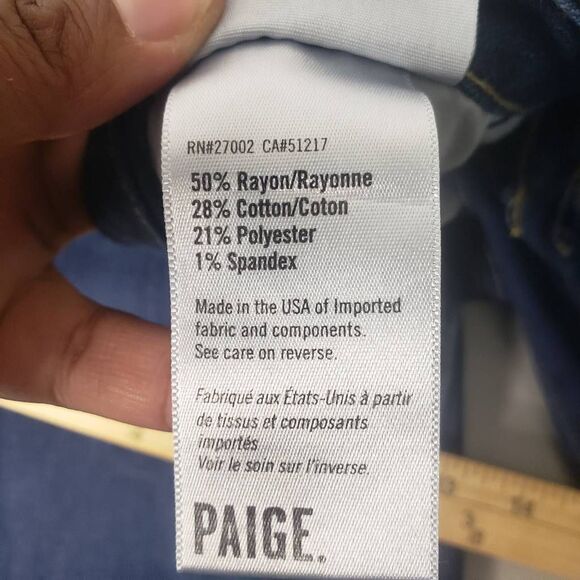 RN#27002 CA#51217
50% Rayon/Rayonne
28% Cotton/Coton
21% Polyester
1% Spandex
Made in the USA of Imported
fabric and components.
See care on reverse.
Fabriqué aux États-Unis à partir
de tissus et composants
importés
Voir le soin sur l'inverse.
PAIGE.